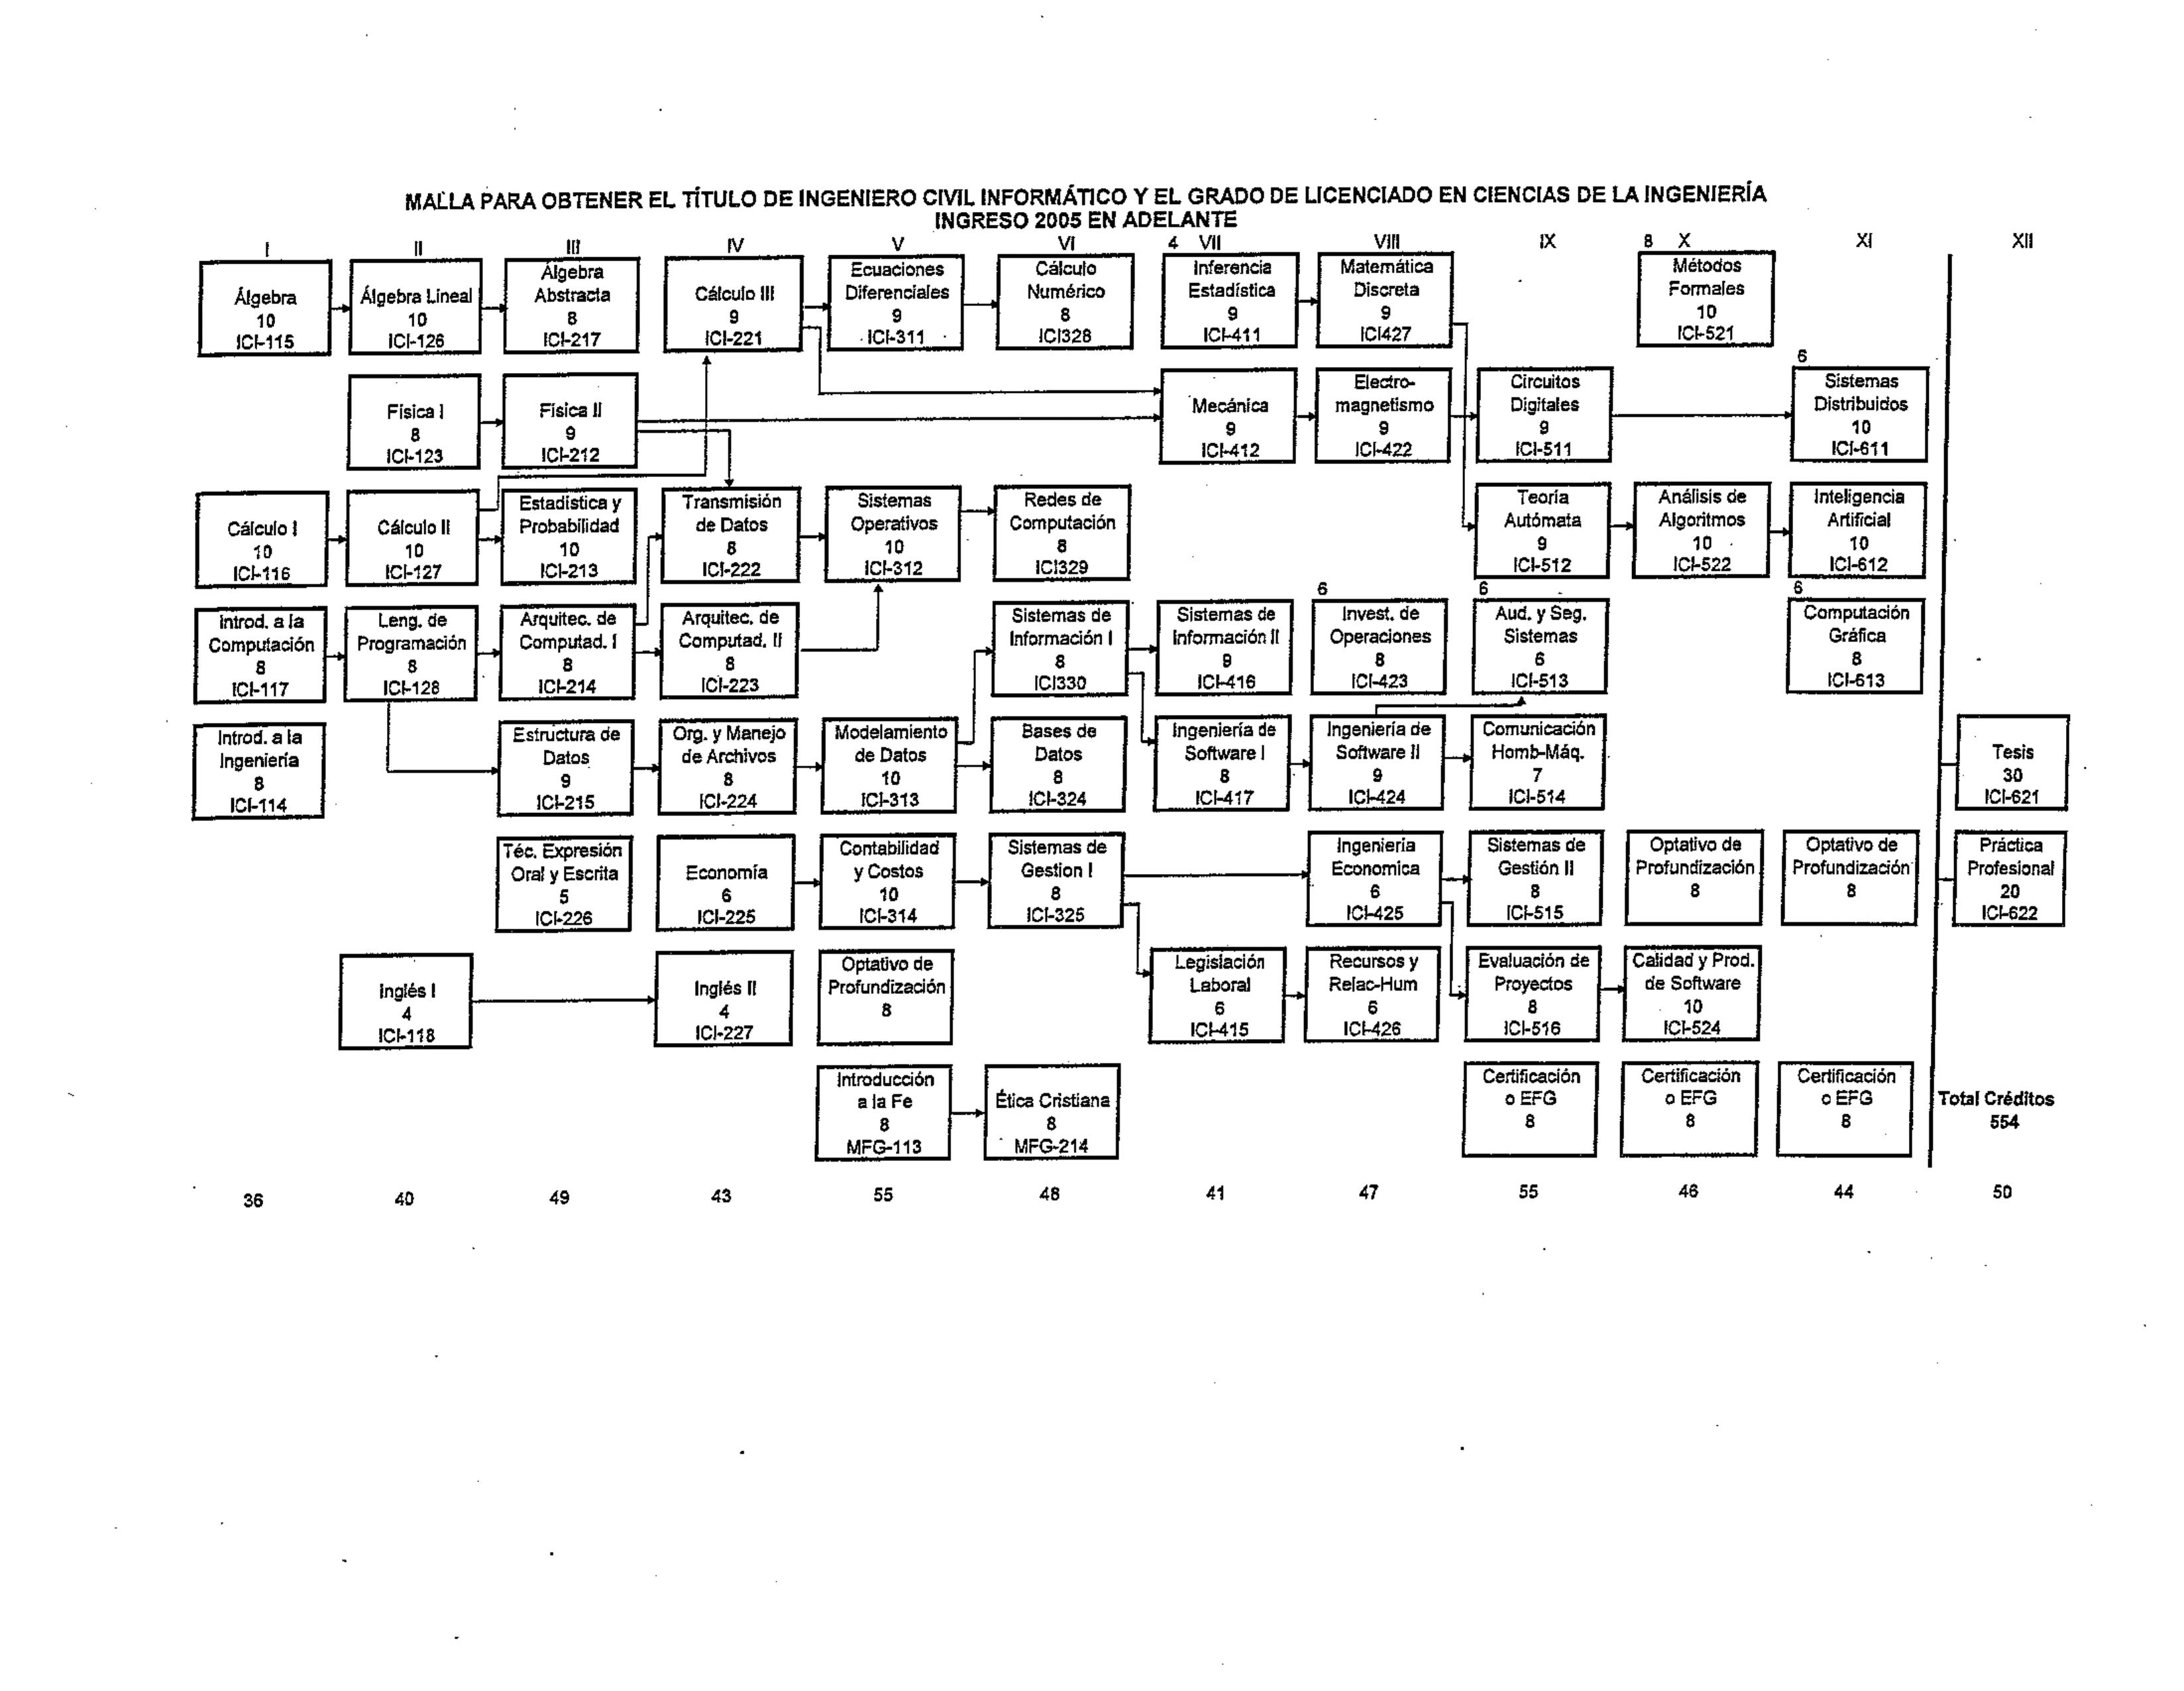 MALLA PARA OBTENER EL TÍTULO DE INGENIERO CIVIL INFORMÁTICO Y EL GRADO DE LICENCIADO EN CIENCIAS DE LA INGENIERÍA
INGRESO 2005 EN ADELANTE
I
II
III
IV
V
VI
4 VII
VIII
IX
8 X
XI
XII
Álgebra
10
ICI-115
Álgebra Lineal
10
ICI-126
Álgebra
Abstracta
8
ICI-217
Cálculo III
9
ICI-221
Ecuaciones
Diferenciales
9
ICI-311
Cálculo
Numérico
8
ICI328
Inferencia
Estadística
9
ICI-411
Matemática
Discreta
9
ICI427
Métodos
Formales
10
ICI-521
Física I
8
ICI-123
Física II
9
ICI-212
Mecánica
9
ICI-412
Electro-
magnetismo
9
ICI-422
Circuitos
Digitales
9
ICI-511
6
Sistemas
Distribuidos
10
ICI-611
Cálculo I
10
ICI-116
Cálculo II
10
ICI-127
Estadística y
Probabilidad
10
ICI-213
Transmisión
de Datos
8
ICI-222
Sistemas
Operativos
10
ICI-312
Redes de
Computación
8
ICI329
Teoría
Autómata
9
ICI-512
Análisis de
Algoritmos
10
ICI-522
Inteligencia
Artificial
10
ICI-612
Introd. a la
Computación
8
ICI-117
Leng. de
Programación
8
ICI-128
Arquitec. de
Computad. I
8
ICI-214
Arquitec. de
Computad. II
8
ICI-223
Sistemas de
Información I
8
ICI330
Sistemas de
Información II
9
ICI-416
6
Invest. de
Operaciones
8
ICI-423
6
Aud. y Seg.
Sistemas
6
ICI-513
6
Computación
Gráfica
8
ICI-613
Introd. a la
Ingeniería
8
ICI-114
Estructura de
Datos
9
ICI-215
Org. y Manejo
de Archivos
8
ICI-224
Modelamiento
de Datos
10
ICI-313
Bases de
Datos
8
ICI-324
Ingeniería de
Software I
8
ICI-417
Ingeniería de
Software II
9
ICI-424
Comunicación
Homb-Máq.
7
ICI-514
Tesis
30
ICI-621
Téc. Expresión
Oral y Escrita
5
ICI-226
Economía
6
ICI-225
Contabilidad
y Costos
10
ICI-314
Sistemas de
Gestion I
8
ICI-325
Ingeniería
Economica
6
ICI-425
Sistemas de
Gestión II
8
ICI-515
Optativo de
Profundización
8
Optativo de
Profundización
8
Práctica
Profesional
20
ICI-622
Inglés I
4
ICI-118
Inglés II
4
ICI-227
Optativo de
Profundización
8
Legislación
Laboral
6
ICI-415
Recursos y
Relac-Hum
6
ICI-426
Evaluación de
Proyectos
8
ICI-516
Calidad y Prod.
de Software
10
ICI-524
Introducción
a la Fe
8
MFG-113
Ética Cristiana
8
MFG-214
Certificación
o EFG
8
Certificación
o EFG
8
Certificación
o EFG
8
Total Créditos
554
36
40
49
43
55
48
41
47
55
46
44
50